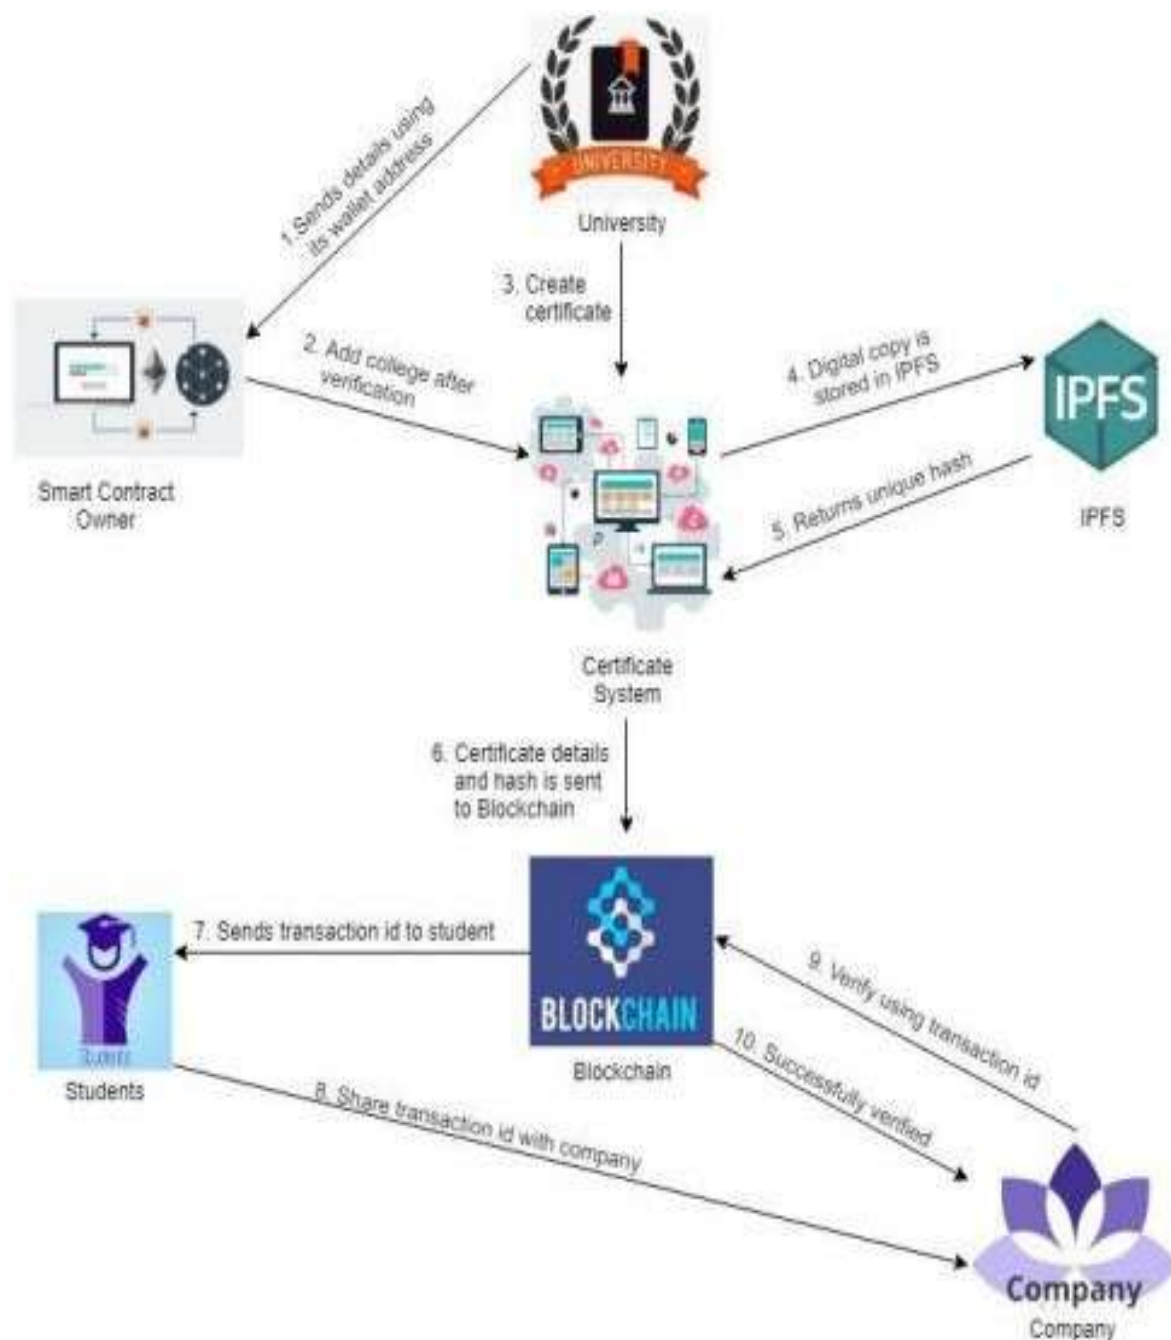 UNIVERSITY
University
1.Sends details using
its wallet address
3. Create
certificate
2. Add college after
verification
4. Digital copy is
stored in IPFS
IPFS
IPFS
5. Returns unique hash
Smart Contract
Owner
Certificate
System
6. Certificate details
and hash is sent
to Blockchain
7. Sends transaction id to student
BLOCKCHAIN
Blockchain
Students
Students
8. Share transaction id with company
9. Verify using transaction id
10. Successfully verified
Company
Company